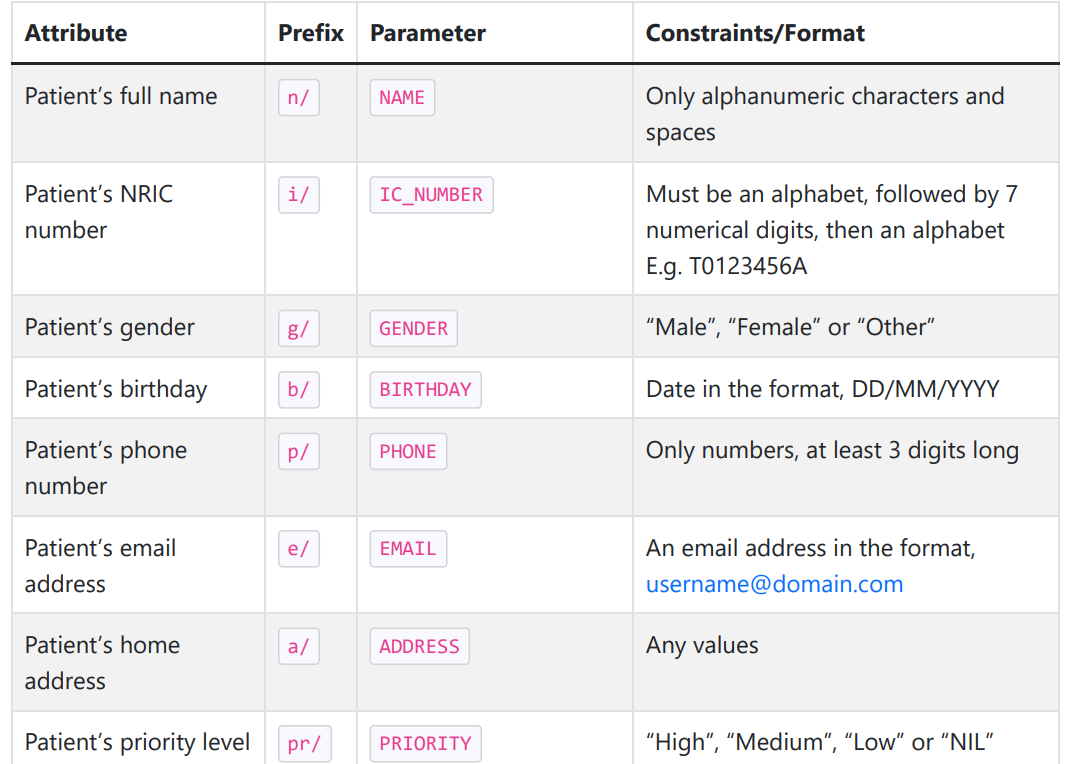 Attribute Prefix Parameter Constraints/Format
Patient’s full name n/ NAME Only alphanumeric characters and
spaces
Patient’s NRIC i/ IC_NUMBER Must be an alphabet, followed by 7
number numerical digits, then an alphabet
E.g. T0123456A
Patient’s gender g/ GENDER “Male”, “Female” or “Other”
Patient’s birthday b/ BIRTHDAY Date in the format, DD/MM/YYYY
Patient’s phone p/ PHONE Only numbers, at least 3 digits long
number
Patient’s email e/ EMAIL An email address in the format,
address username@domain.com
Patient’s home a/ ADDRESS Any values
address
Patient’s priority level pr/ PRIORITY “High”, “Medium”, “Low” or “NIL”